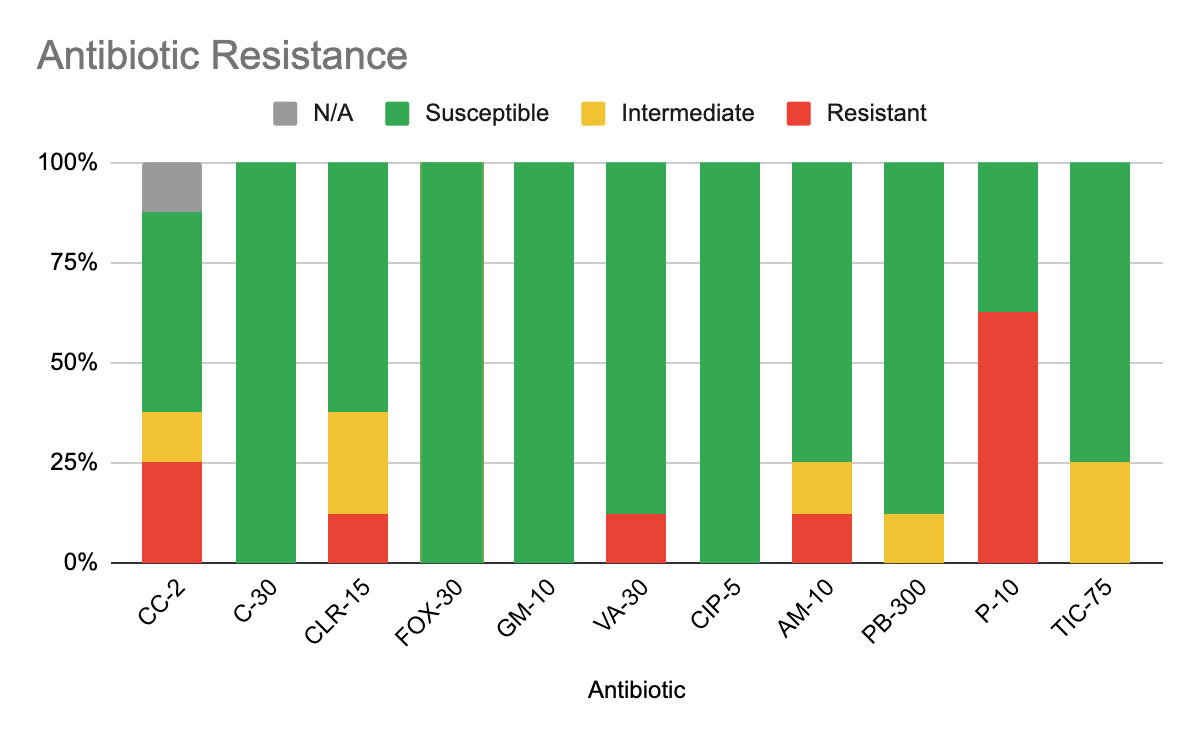 Antibiotic Resistance
N/A Susceptible Intermediate Resistant
100%
75%
50%
25%
0%
CC-2 C-30 CLR-15 FOX-30 GM-10 VA-30 CIP-5 AM-10 PB-300 P-10 TIC-75
Antibiotic